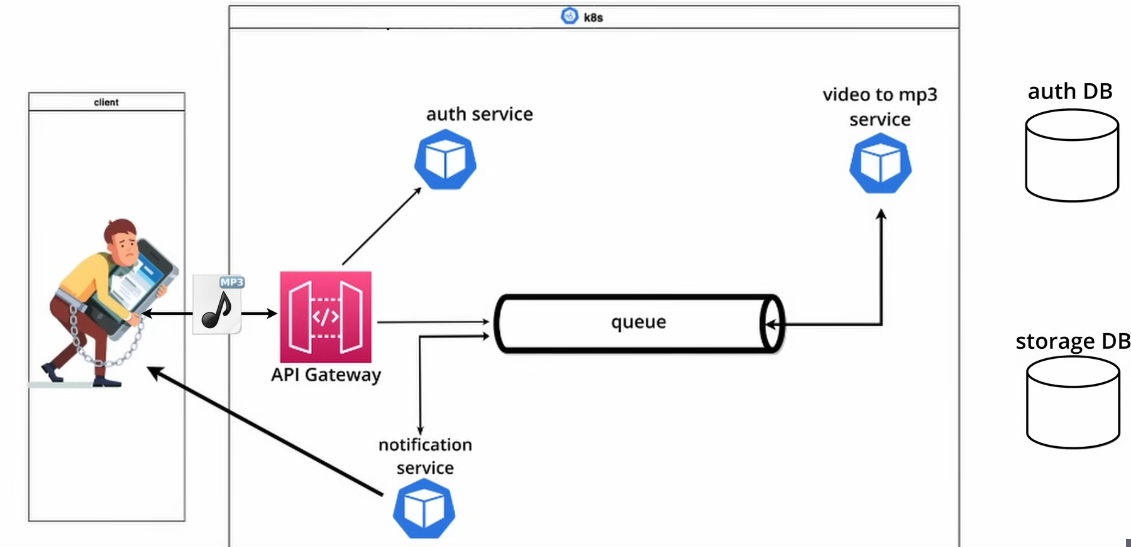 k8s
client
auth service
video to mp3
service
auth DB
MP3
</>
API Gateway
queue
storage DB
notification
service